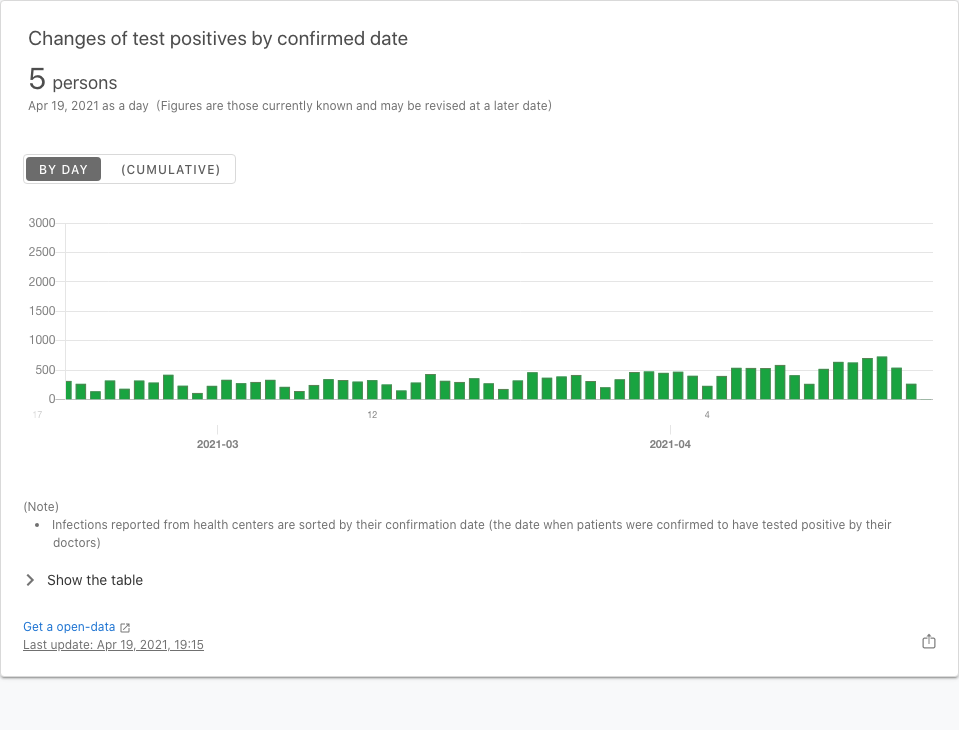 Changes of test positives by confirmed date
5 persons
Apr 19, 2021 as a day (Figures are those currently known and may be revised at a later date)
BY DAY (CUMULATIVE)
3000
2500
2000
1500
1000
500
0
17 12 4
2021-03 2021-04
(Note)
• Infections reported from health centers are sorted by their confirmation date (the date when patients were confirmed to have tested positive by their
doctors)
Show the table
Get a open-data
Last update: Apr 19, 2021, 19:15